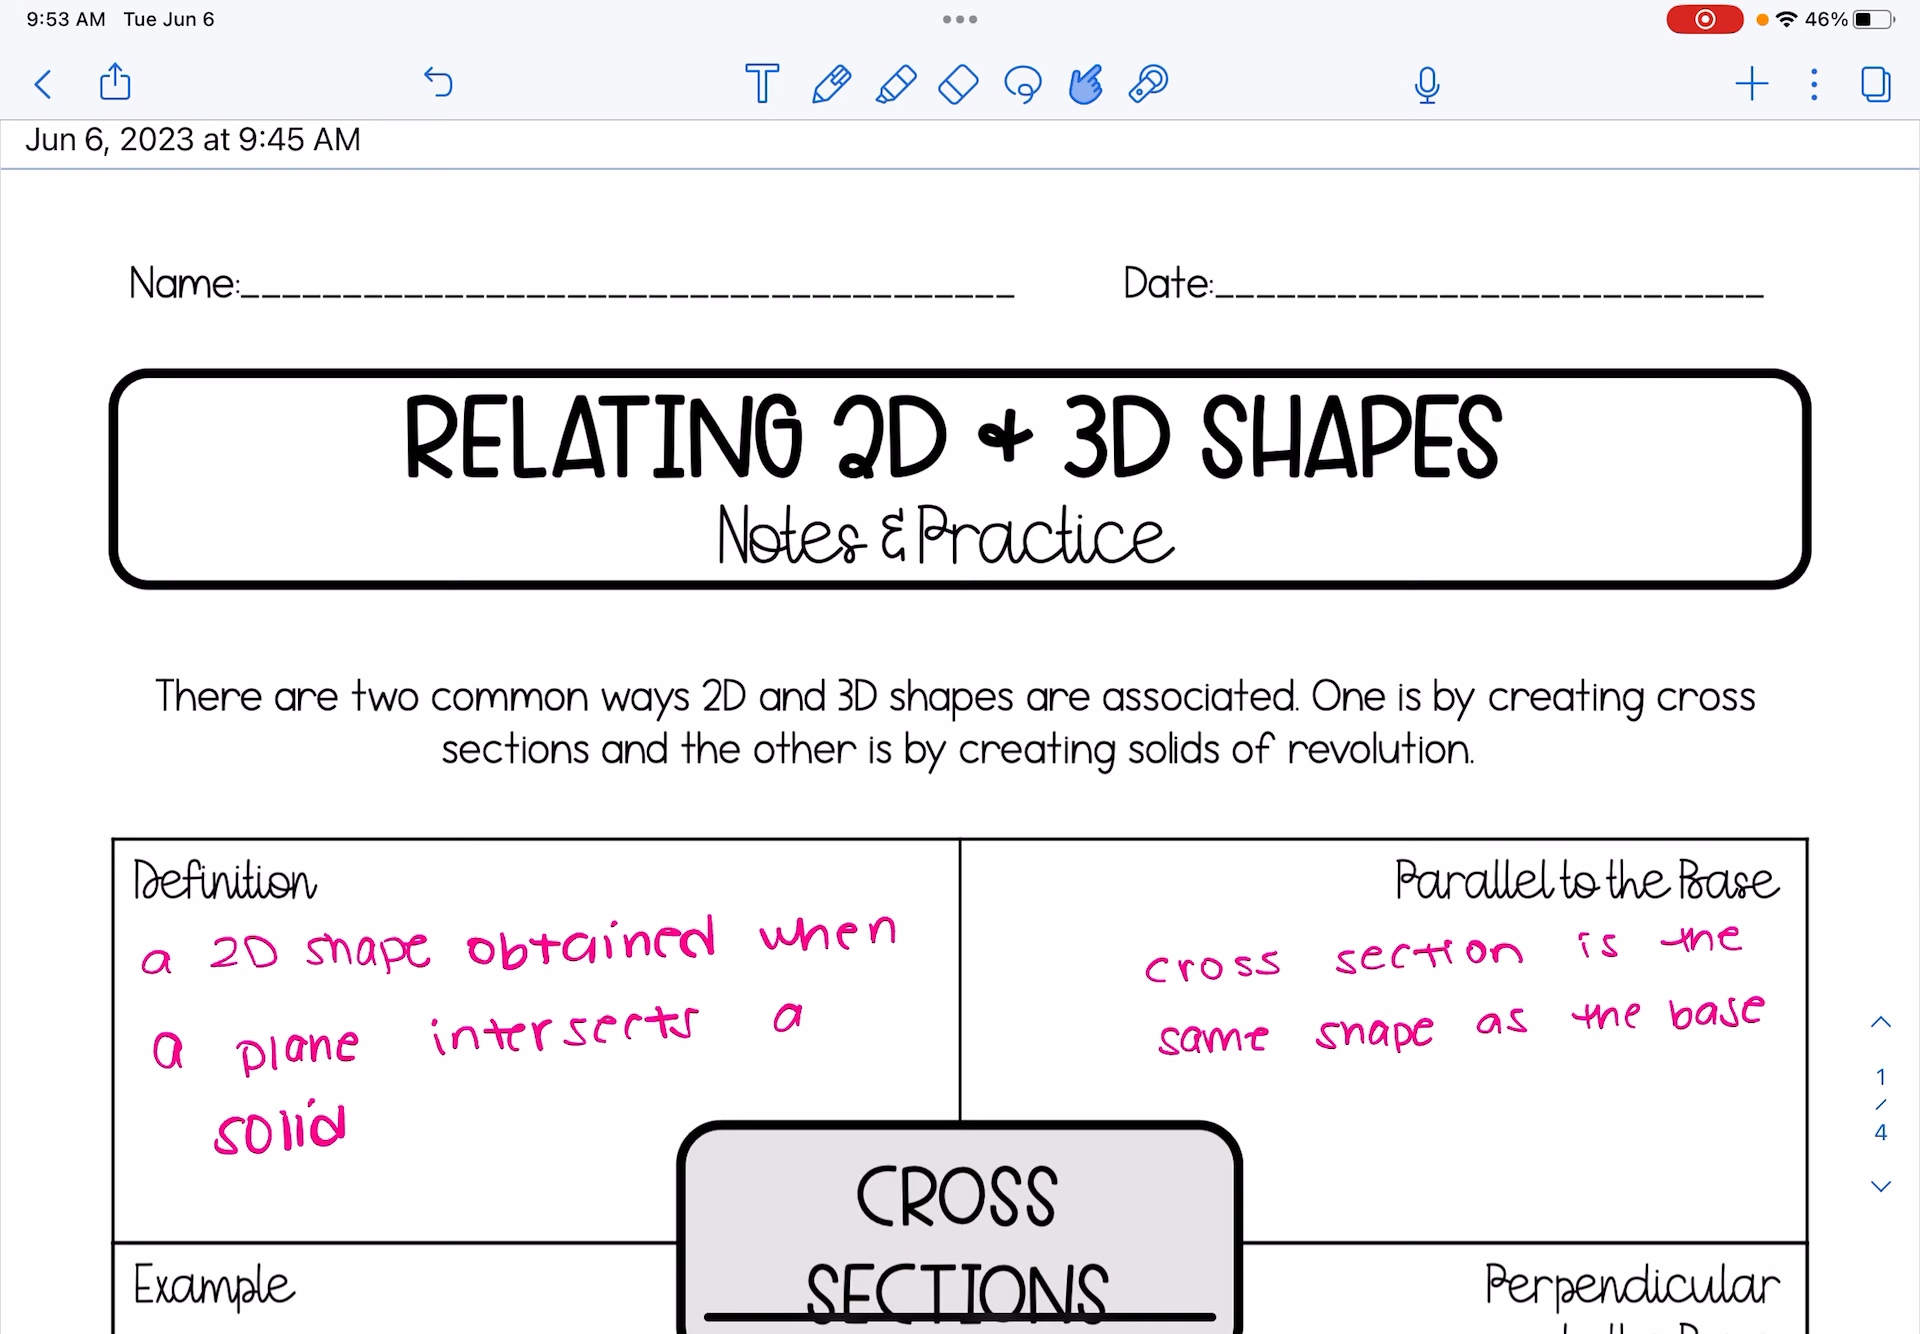 9:53 AM Tue Jun 6
46%
Jun 6, 2023 at 9:45 AM
Name:
Date:
RELATING 2D & 3D SHAPES
Notes & Practice
There are two common ways 2D and 3D shapes are associated. One is by creating cross
sections and the other is by creating solids of revolution.
Definition
a 2D shape obtained when
a plane intersects a
solid
Parallel to the Base
cross section is the
same shape as the base
1
/
4
CROSS
SECTIONS
Example
Perpendicular